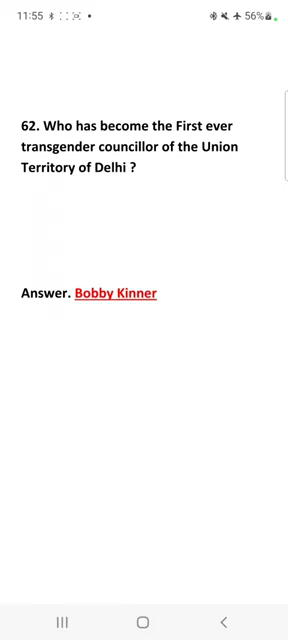 11:55
56%
62. Who has become the First ever
transgender councillor of the Union
Territory of Delhi ?
Answer. Bobby Kinner